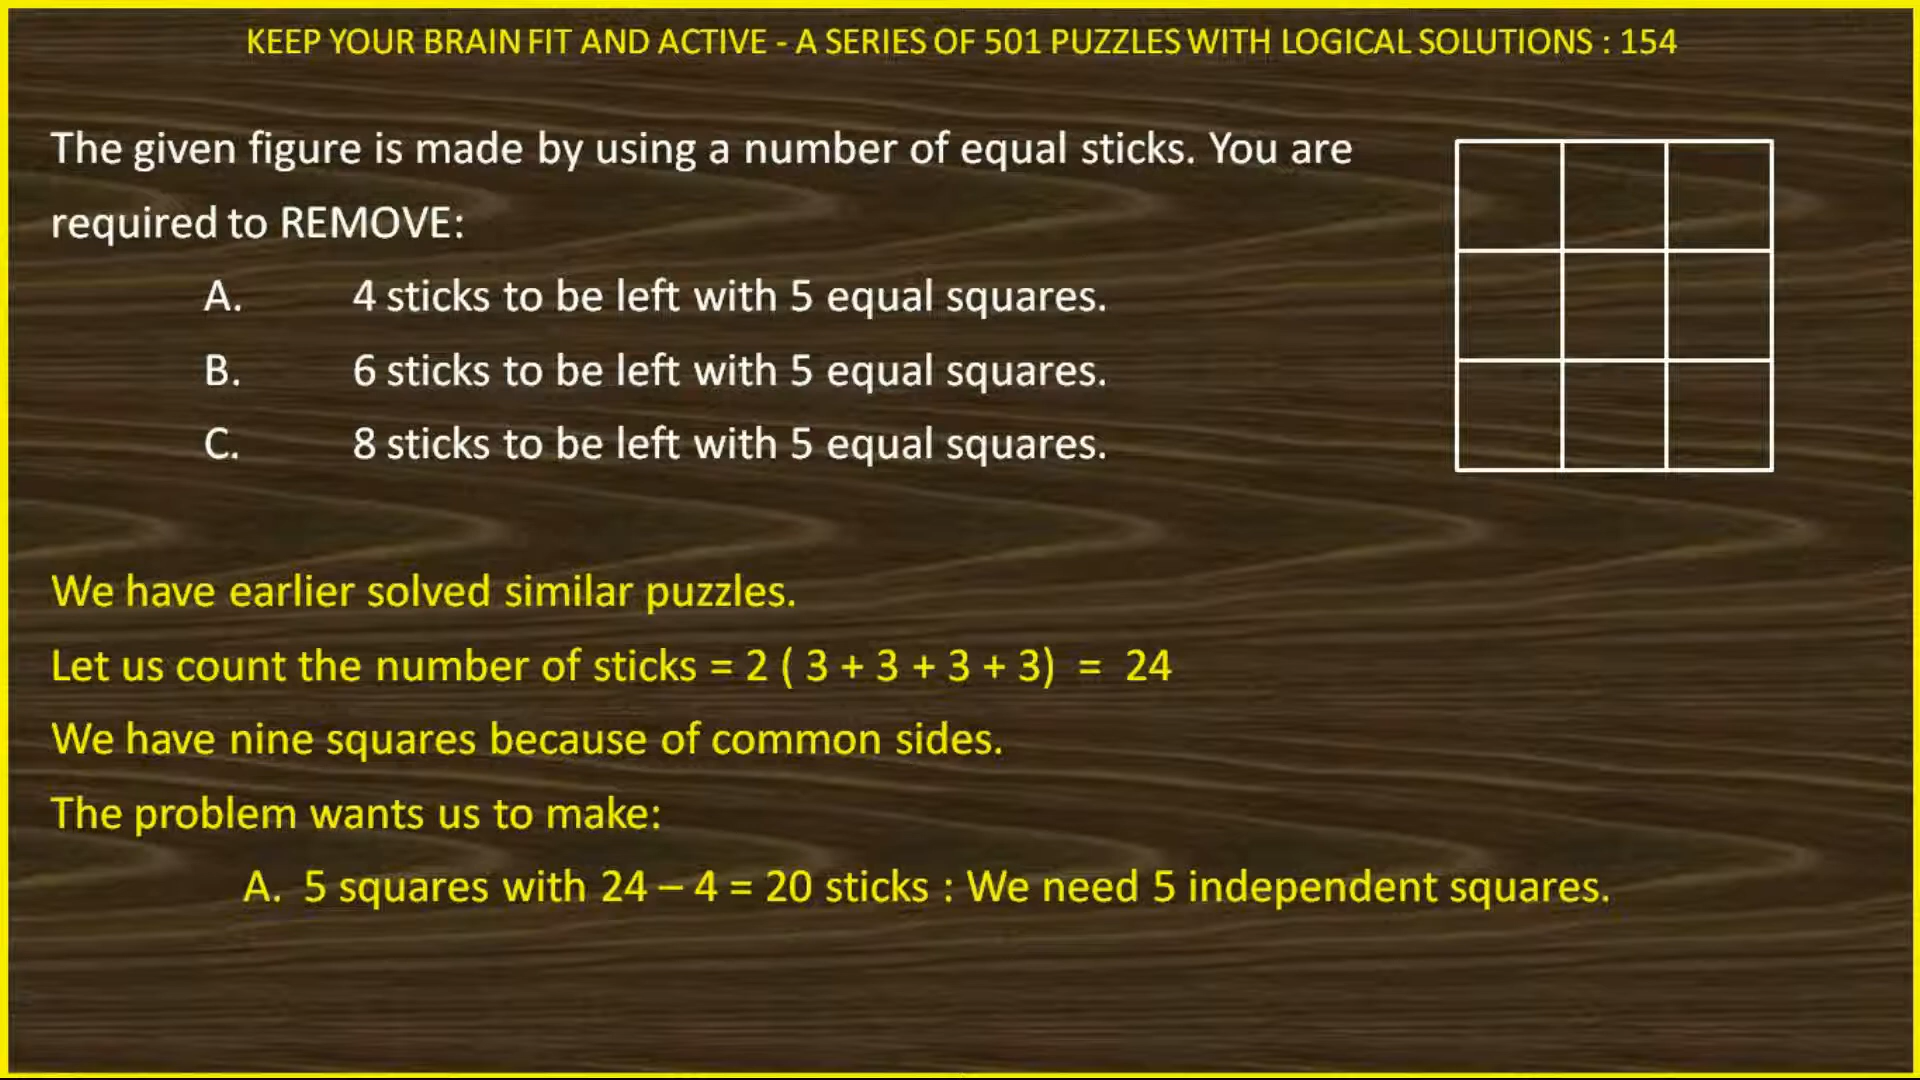 KEEP YOUR BRAIN FIT AND ACTIVE - A SERIES OF 501 PUZZLES WITH LOGICAL SOLUTIONS : 154
The given figure is made by using a number of equal sticks. You are
required to REMOVE:
A. 4 sticks to be left with 5 equal squares.
B. 6 sticks to be left with 5 equal squares.
C. 8 sticks to be left with 5 equal squares.
We have earlier solved similar puzzles.
Let us count the number of sticks = 2 ( 3 + 3 + 3 + 3) = 24
We have nine squares because of common sides.
The problem wants us to make:
A. 5 squares with 24 – 4 = 20 sticks : We need 5 independent squares.